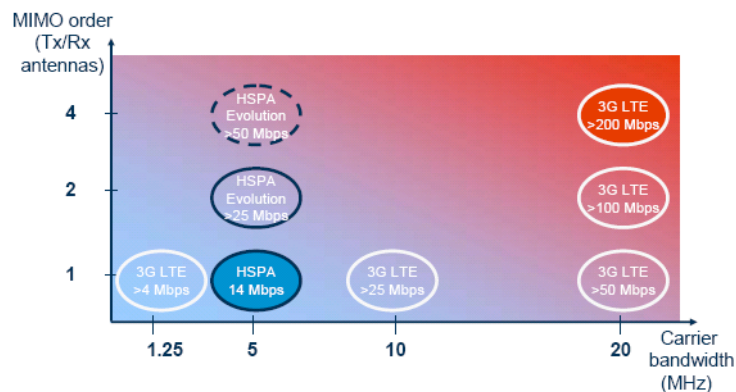 MIMO order
(Tx/Rx
antennas)
4
HSPA
Evolution
>50 Mbps
3G LTE
>200 Mbps
2
HSPA
Evolution
>25 Mbps
3G LTE
>100 Mbps
1
3G LTE
>4 Mbps
HSPA
14 Mbps
3G LTE
>25 Mbps
3G LTE
>50 Mbps
1.25
5
10
20
Carrier
bandwidth
(MHz)